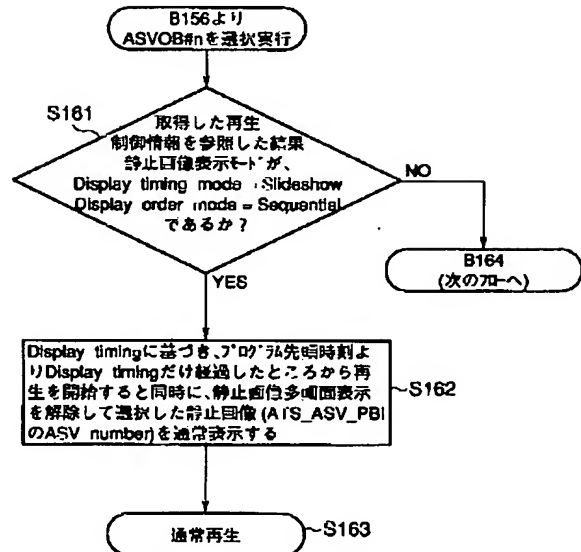 B156より
ASVOB#nを選択実行
S161
取得した再生
制御情報を参照した結果
静止画像表示モードが、
Display timing mode = Slideshow
Display order mode = Sequential
であるか?
NO
B164
(次のフローへ)
YES
Display timingに基づき、プログラム先頭時刻よ
りDisplay timingだけ経過したところから再
生を開始すると同時に、静止画像多画面表示
を解除して選択した静止画像 (ATS_ASV_PBI
のASV number)を通常表示する
S162
通常再生
S163